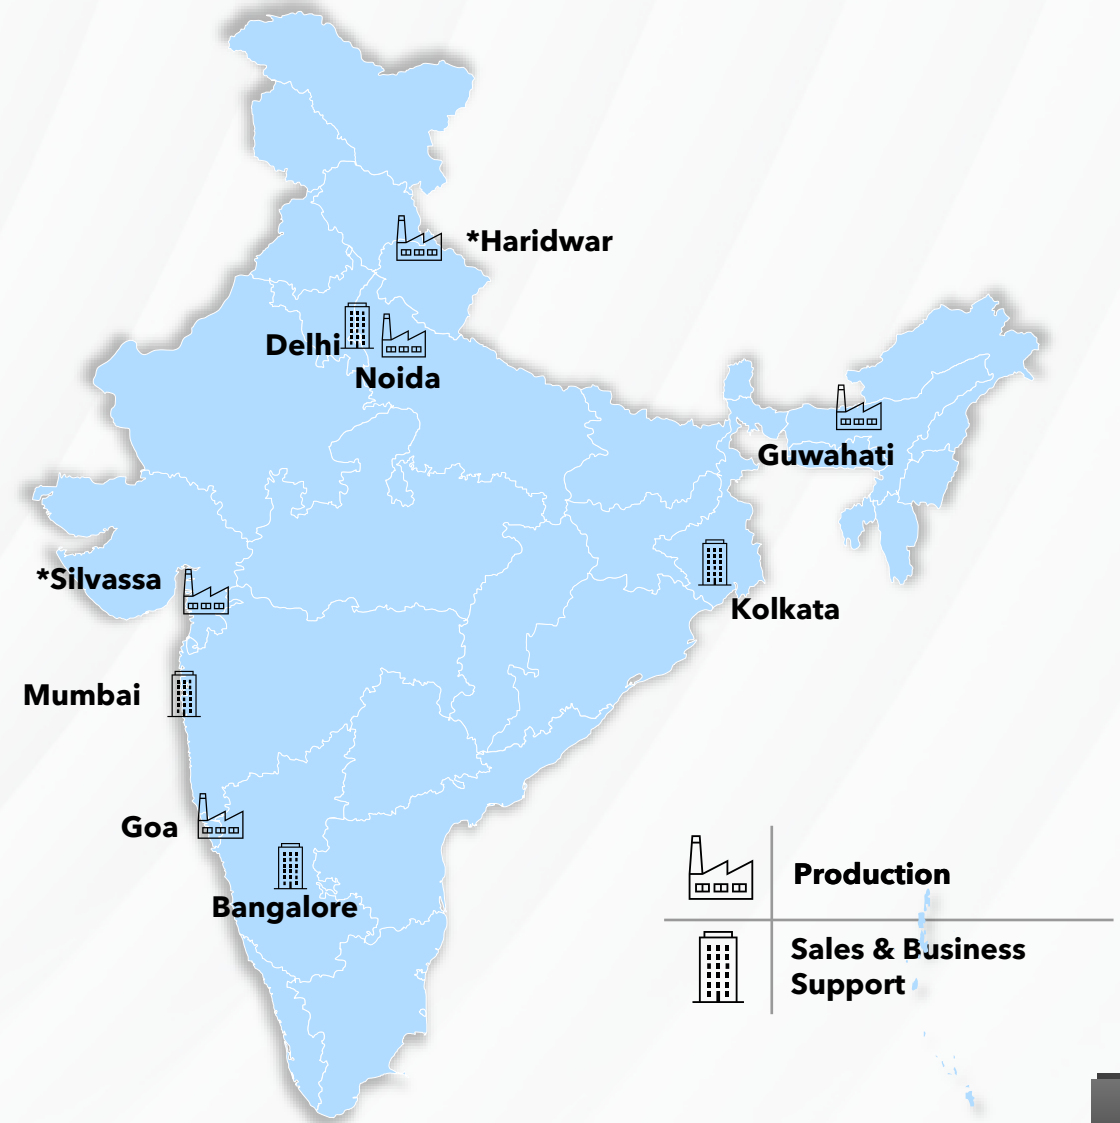 *Haridwar
Delhi
Noida
Guwahati
*Silvassa
Kolkata
Mumbai
Goa
Bangalore
Production
Sales & Business
Support